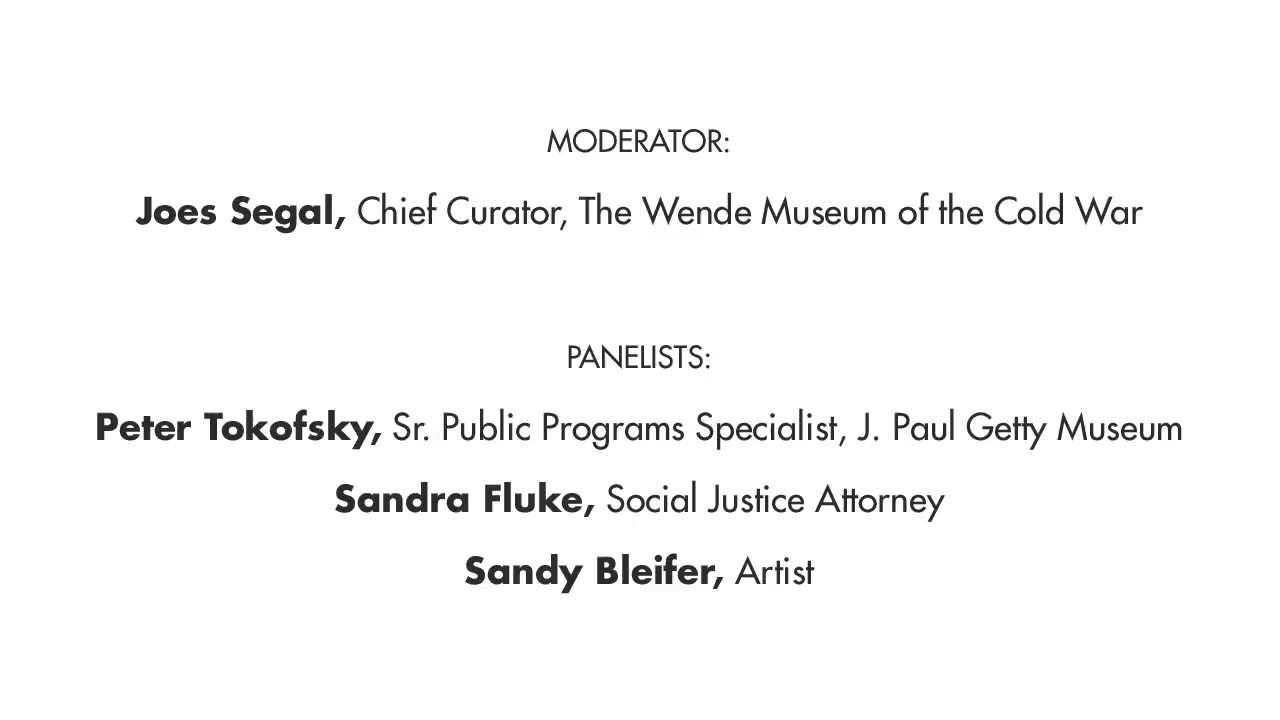 MODERATOR:
Joes Segal, Chief Curator, The Wende Museum of the Cold War
PANELISTS:
Peter Tokofsky, Sr. Public Programs Specialist, J. Paul Getty Museum
Sandra Fluke, Social Justice Attorney
Sandy Bleifer, Artist